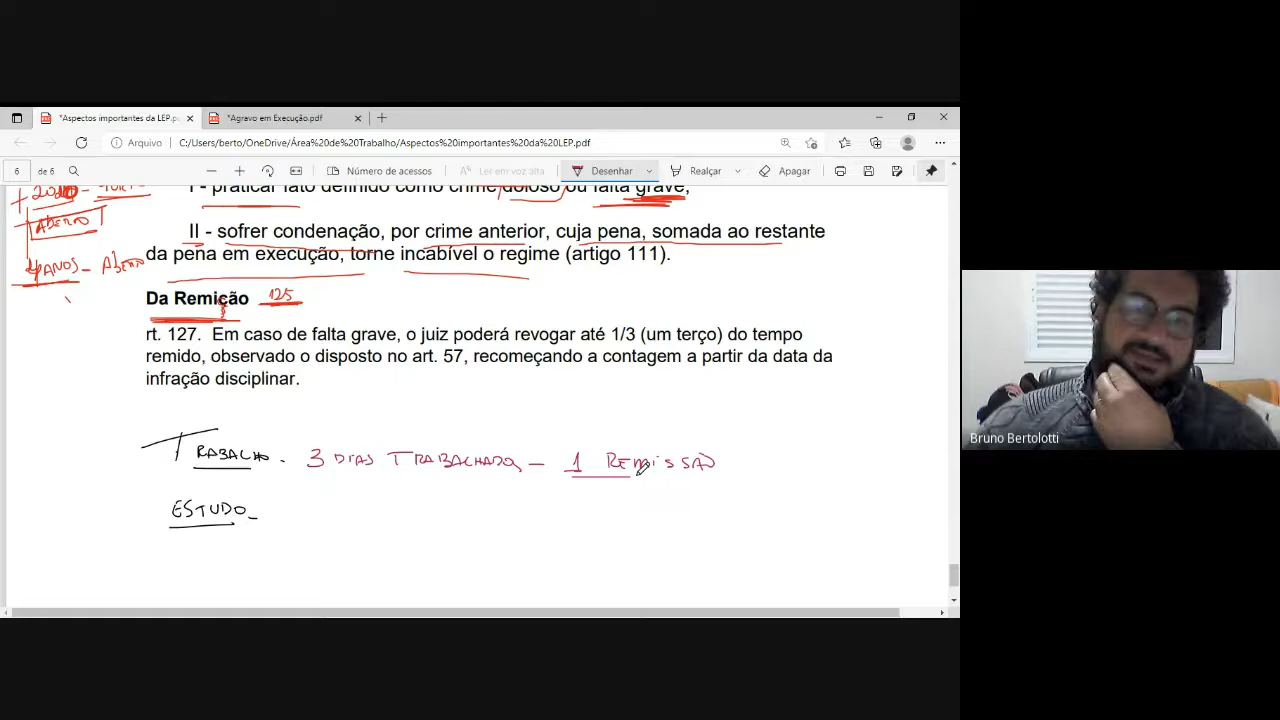 *Aspectos importantes da LEP.p
*Agravo em Execução.pdf
Arquivo C:/Users/berto/OneDrive/Área%20de%20Trabalho/Aspectos%20importantes%20da%20LEP.pdf
6 de 6 Número de acessos Ler em voz alta Desenhar Realçar Apagar
I - praticar fato definido como crime doloso ou falta grave;
ABERTO
II - sofrer condenação, por crime anterior, cuja pena, somada ao restante
da pena em execução, torne incabível o regime (artigo 111).
4 ANOS - ABERTO
Da Remição 125
rt. 127. Em caso de falta grave, o juiz poderá revogar até 1/3 (um terço) do tempo
remido, observado o disposto no art. 57, recomeçando a contagem a partir da data da
infração disciplinar.
TRABALHO - 3 DIAS TRABALHADOS - 1 REMISSÃO
ESTUDO -
Bruno Bertolotti